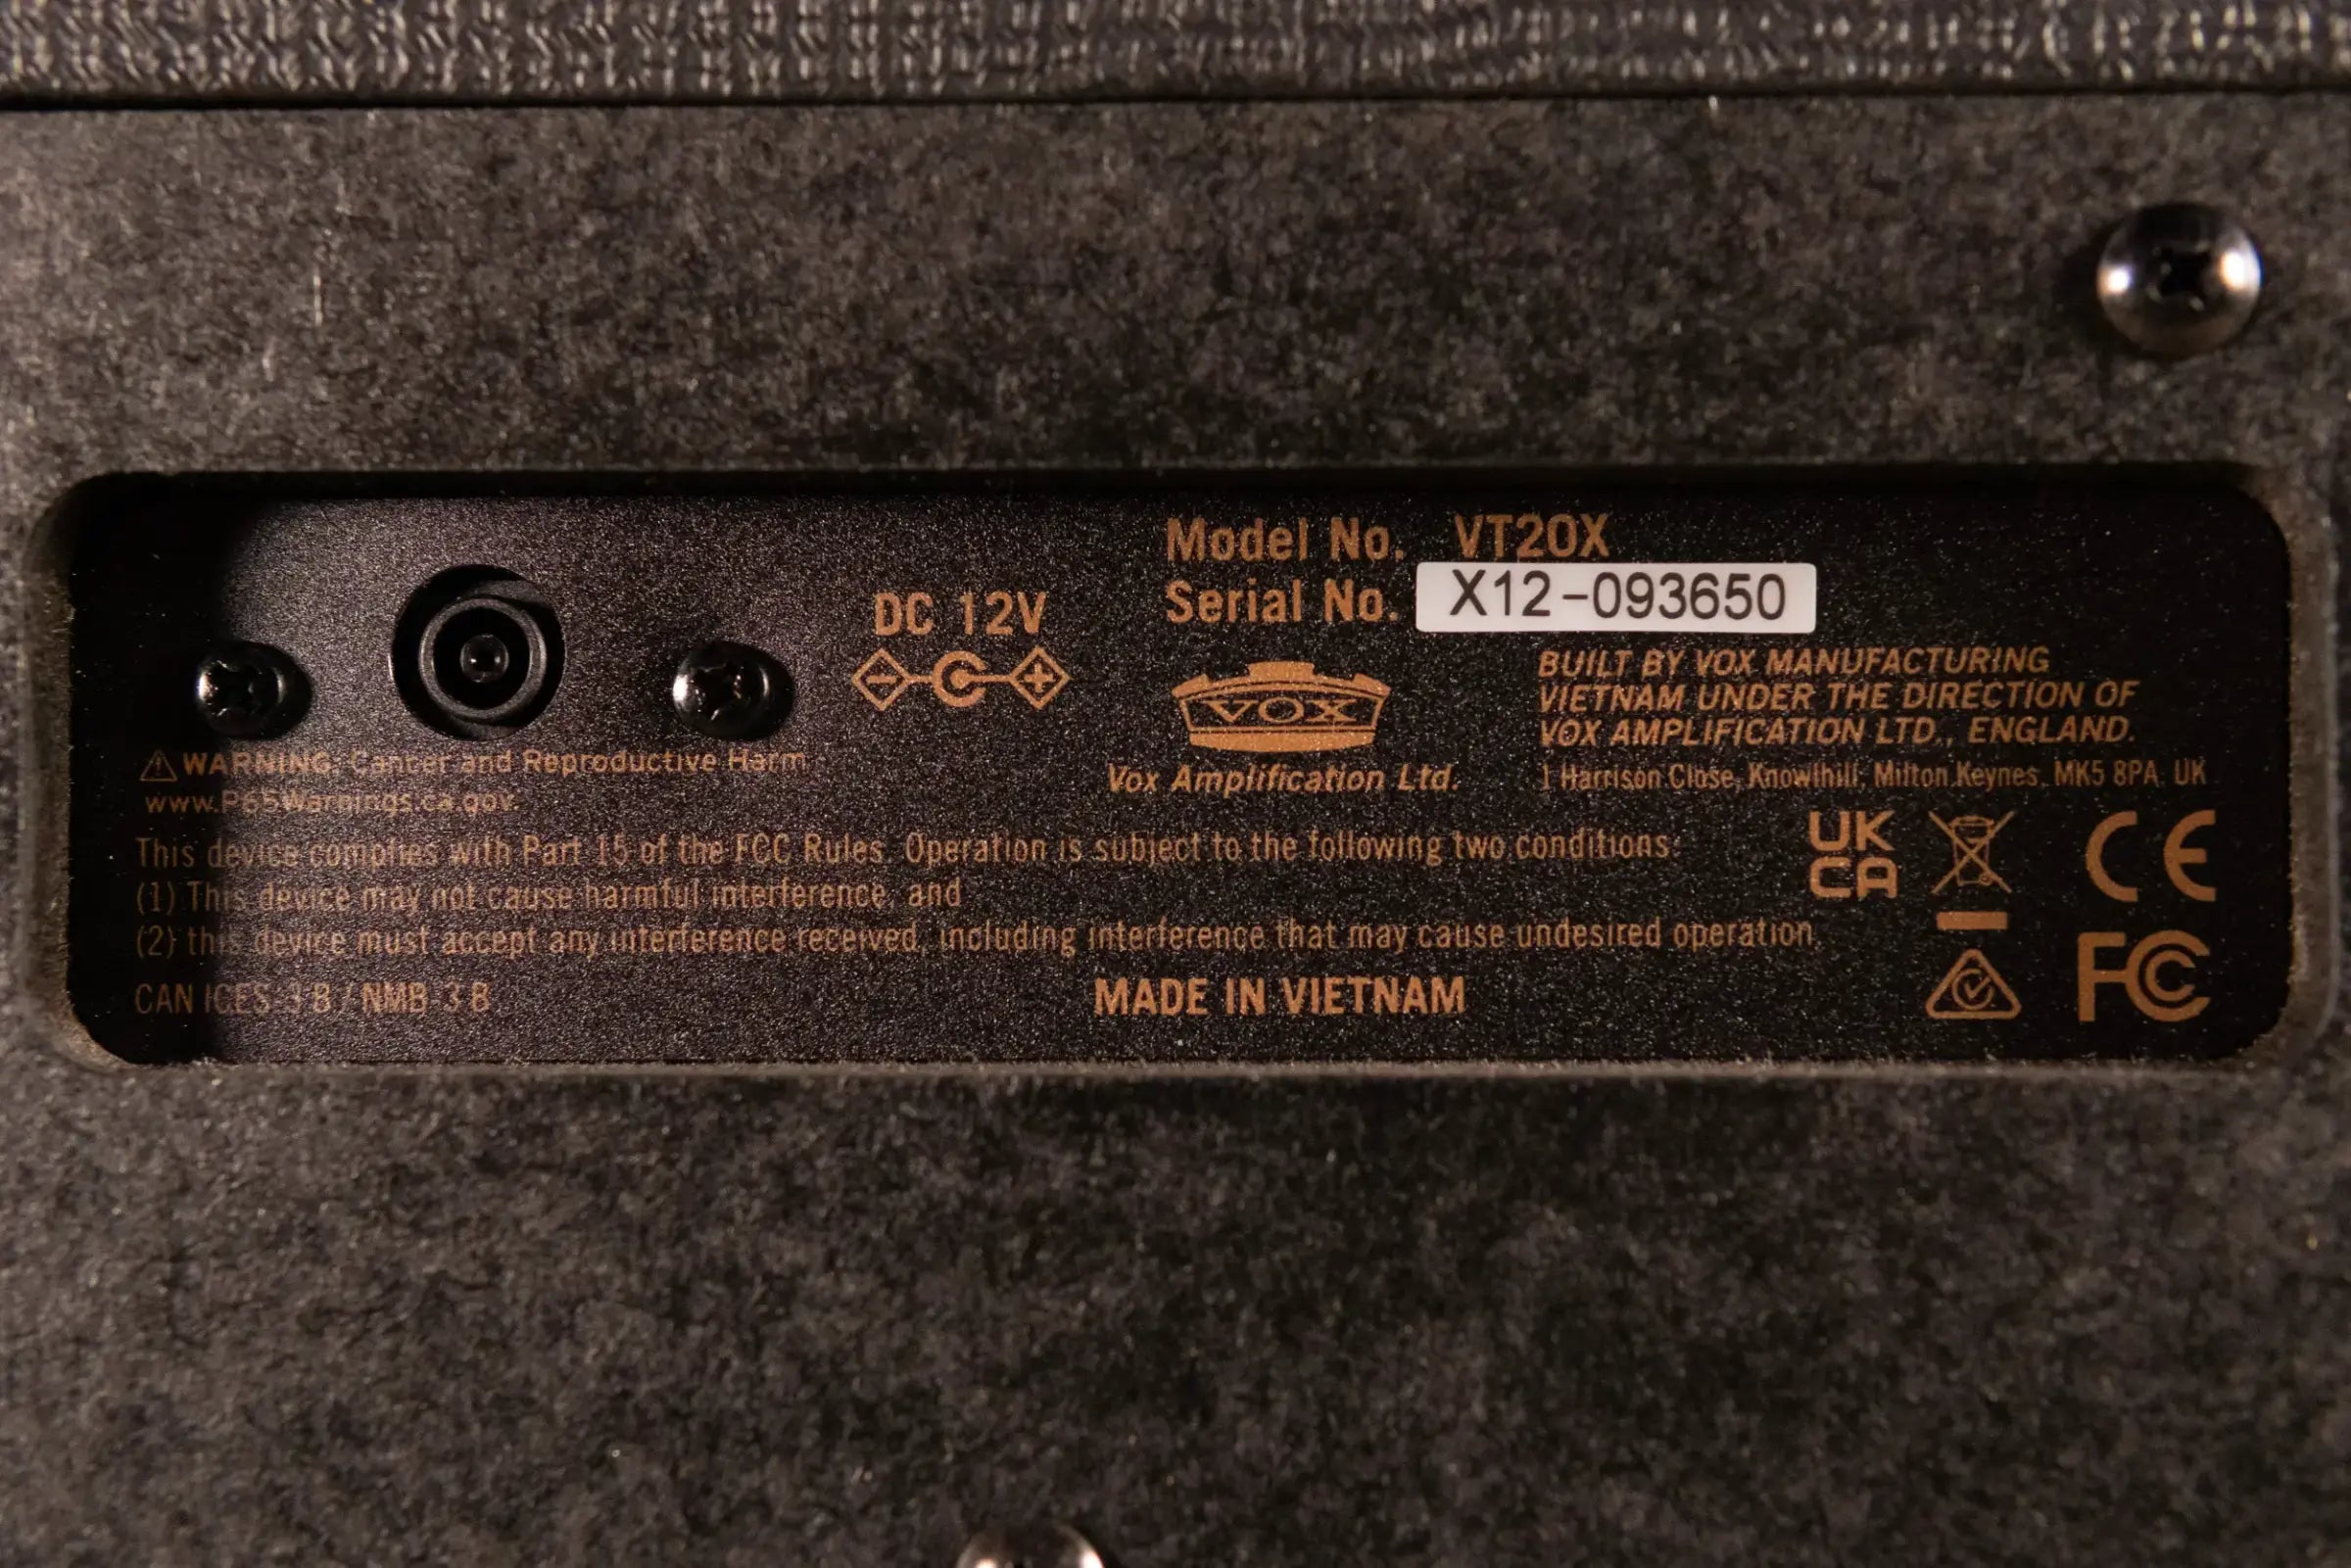 Model No. VT20X
Serial No. X12-093650
DC 12V
VOX
Vox Amplification Ltd.
BUILT BY VOX MANUFACTURING
VIETNAM UNDER THE DIRECTION OF
VOX AMPLIFICATION LTD., ENGLAND.
1 Harrison Close, Knowlhill, Milton Keynes, MK5 8PA UK
WARNING: Cancer and Reproductive Harm
www.P65Warnings.ca.gov
This device complies with Part 15 of the FCC Rules. Operation is subject to the following two conditions:
(1) This device may not cause harmful interference, and
(2) this device must accept any interference received, including interference that may cause undesired operation.
CAN ICES-3 B / NMB-3 B
MADE IN VIETNAM
UK
CA
CE
FC